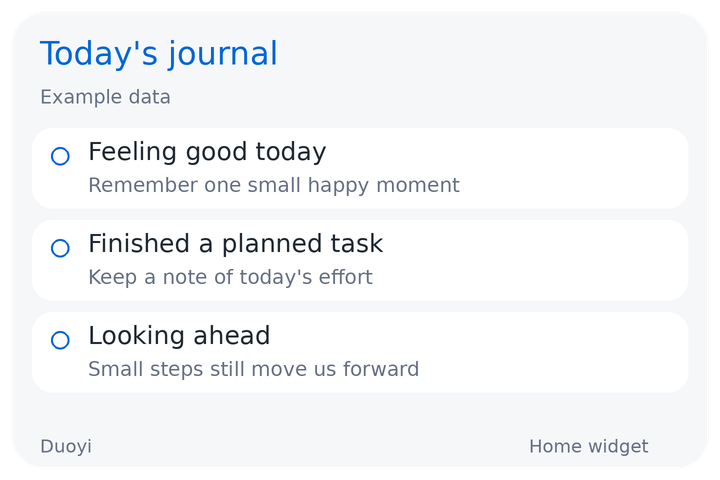 Today's journal
Example data
Feeling good today
Remember one small happy moment
Finished a planned task
Keep a note of today's effort
Looking ahead
Small steps still move us forward
Duoyi
Home widget